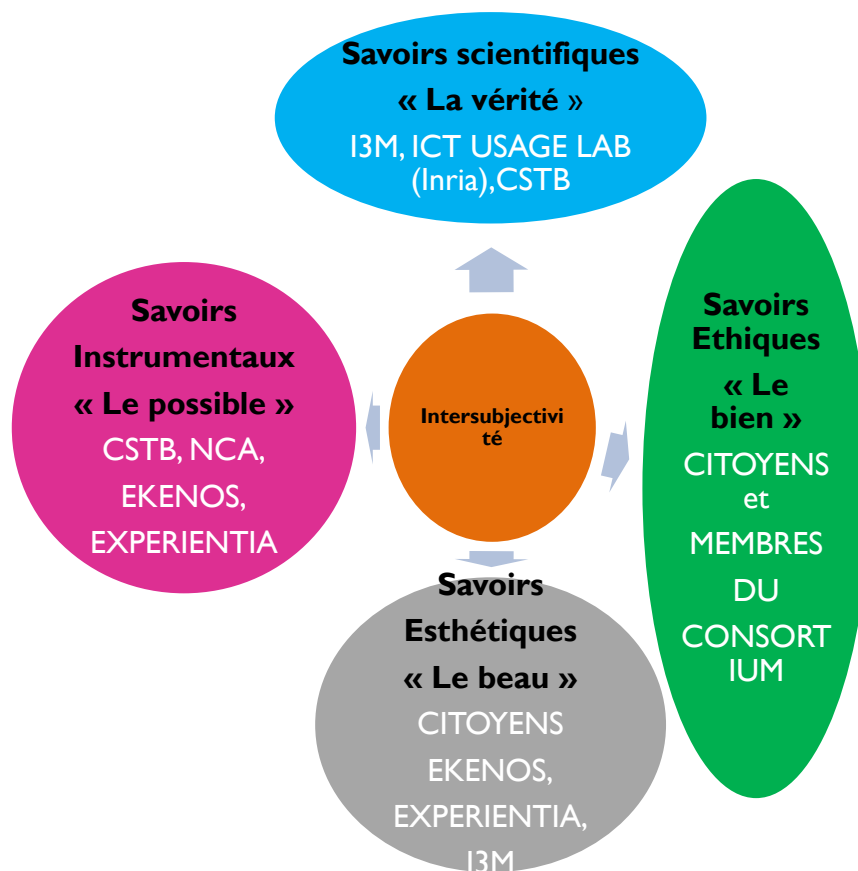 Savoirs scientifiques
« La vérité »
I3M, ICT USAGE LAB
(Inria),CSTB
Savoirs
Instrumentaux
« Le possible »
CSTB, NCA,
EKENOS,
EXPERIENTIA
Intersubjectivi
té
Savoirs
Ethiques
« Le
bien »
CITOYENS
et
MEMBRES
DU
CONSORT
IUM
Savoirs
Esthétiques
« Le beau »
CITOYENS
EKENOS,
EXPERIENTIA,
I3M